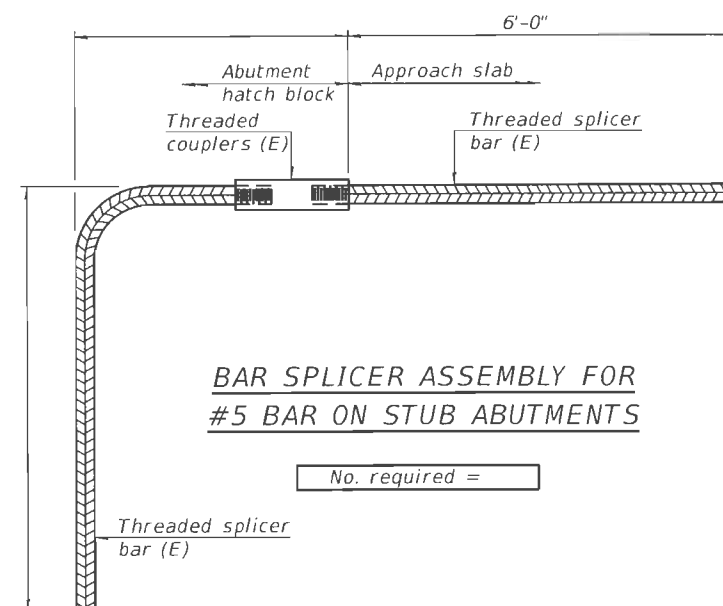 6'-0"
Abutment
hatch block
Approach slab
Threaded
couplers (E)
Threaded splicer
bar (E)
BAR SPLICER ASSEMBLY FOR
#5 BAR ON STUB ABUTMENTS
No. required =
Threaded splicer
bar (E)